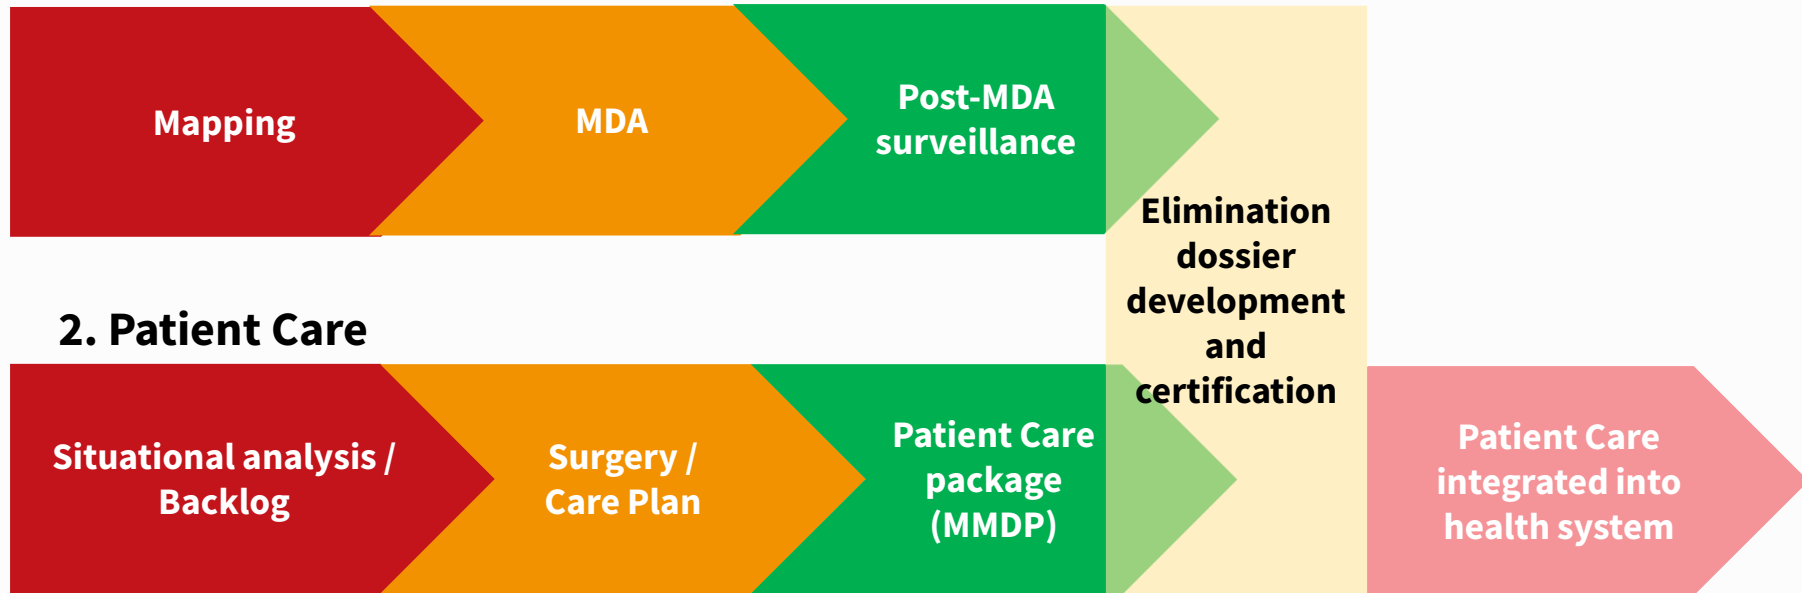 Mapping
MDA
Post-MDA
surveillance
Elimination
dossier
development
and
certification
2. Patient Care
Situational analysis /
Backlog
Surgery /
Care Plan
Patient Care
package
(MMDP)
Patient Care
integrated into
health system